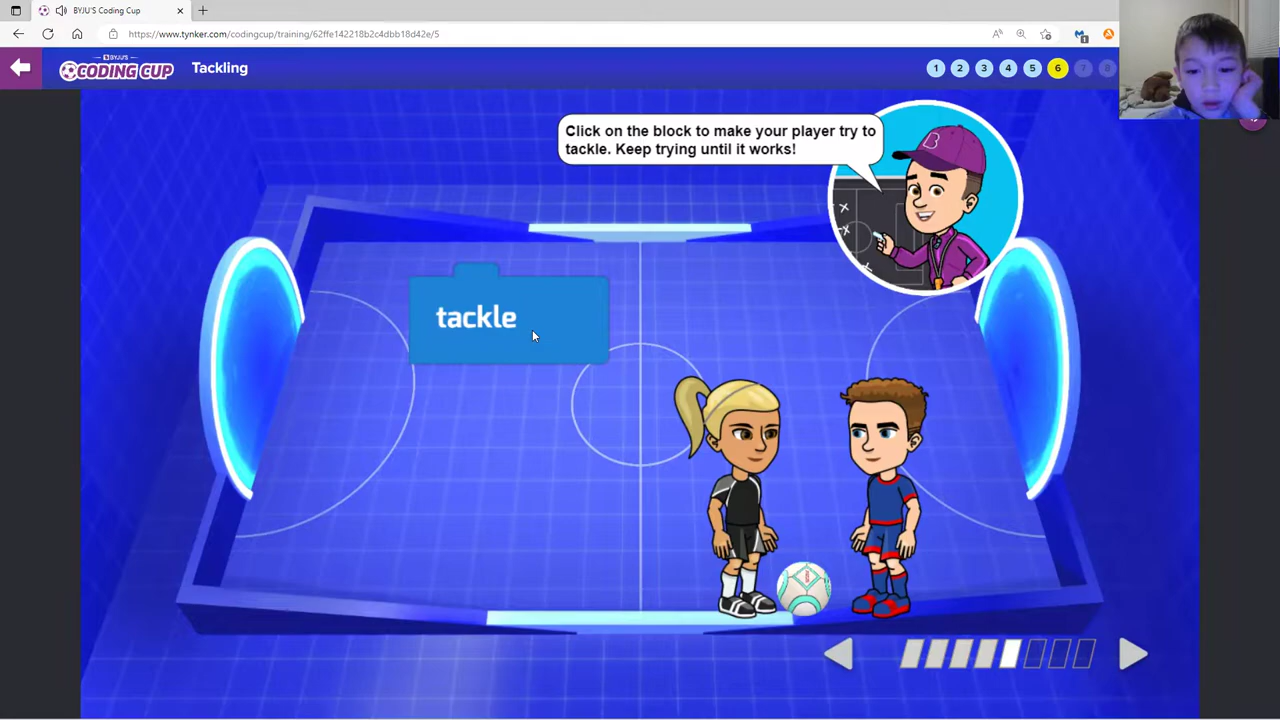 BYJU'S Coding Cup
https://www.tynker.com/codingcup/training/62ffe142218b2c4dbb18d42e/5
BYJU'S
CODING CUP
Tackling
1 2 3 4 5 6 7 8
Click on the block to make your player try to
tackle. Keep trying until it works!
tackle